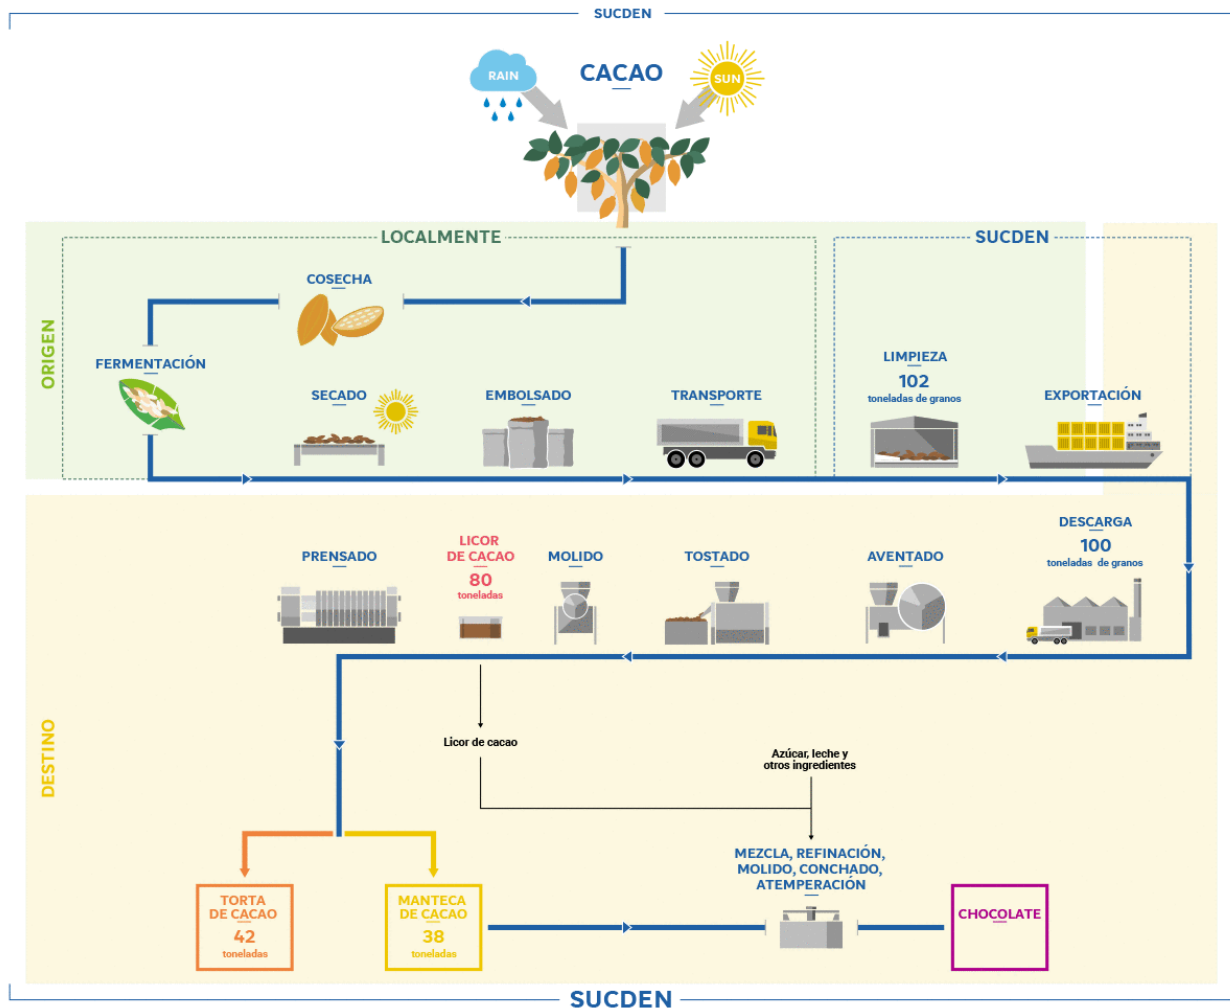 SUCDEN
RAIN
CACAO
SUN
LOCALMENTE
SUCDEN
ORIGEN
COSECHA
FERMENTACIÓN
SECADO
EMBOLSADO
TRANSPORTE
LIMPIEZA
102
toneladas de granos
EXPORTACIÓN
DESTINO
DESCARGA
100
toneladas de granos
AVENTADO
TOSTADO
MOLIDO
LICOR
DE CACAO
80
toneladas
PRENSADO
Licor de cacao
Azúcar, leche y
otros ingredientes
MEZCLA, REFINACIÓN,
MOLIDO, CONCHADO,
ATEMPERACIÓN
TORTA
DE CACAO
42
toneladas
MANTECA
DE CACAO
38
toneladas
CHOCOLATE
SUCDEN